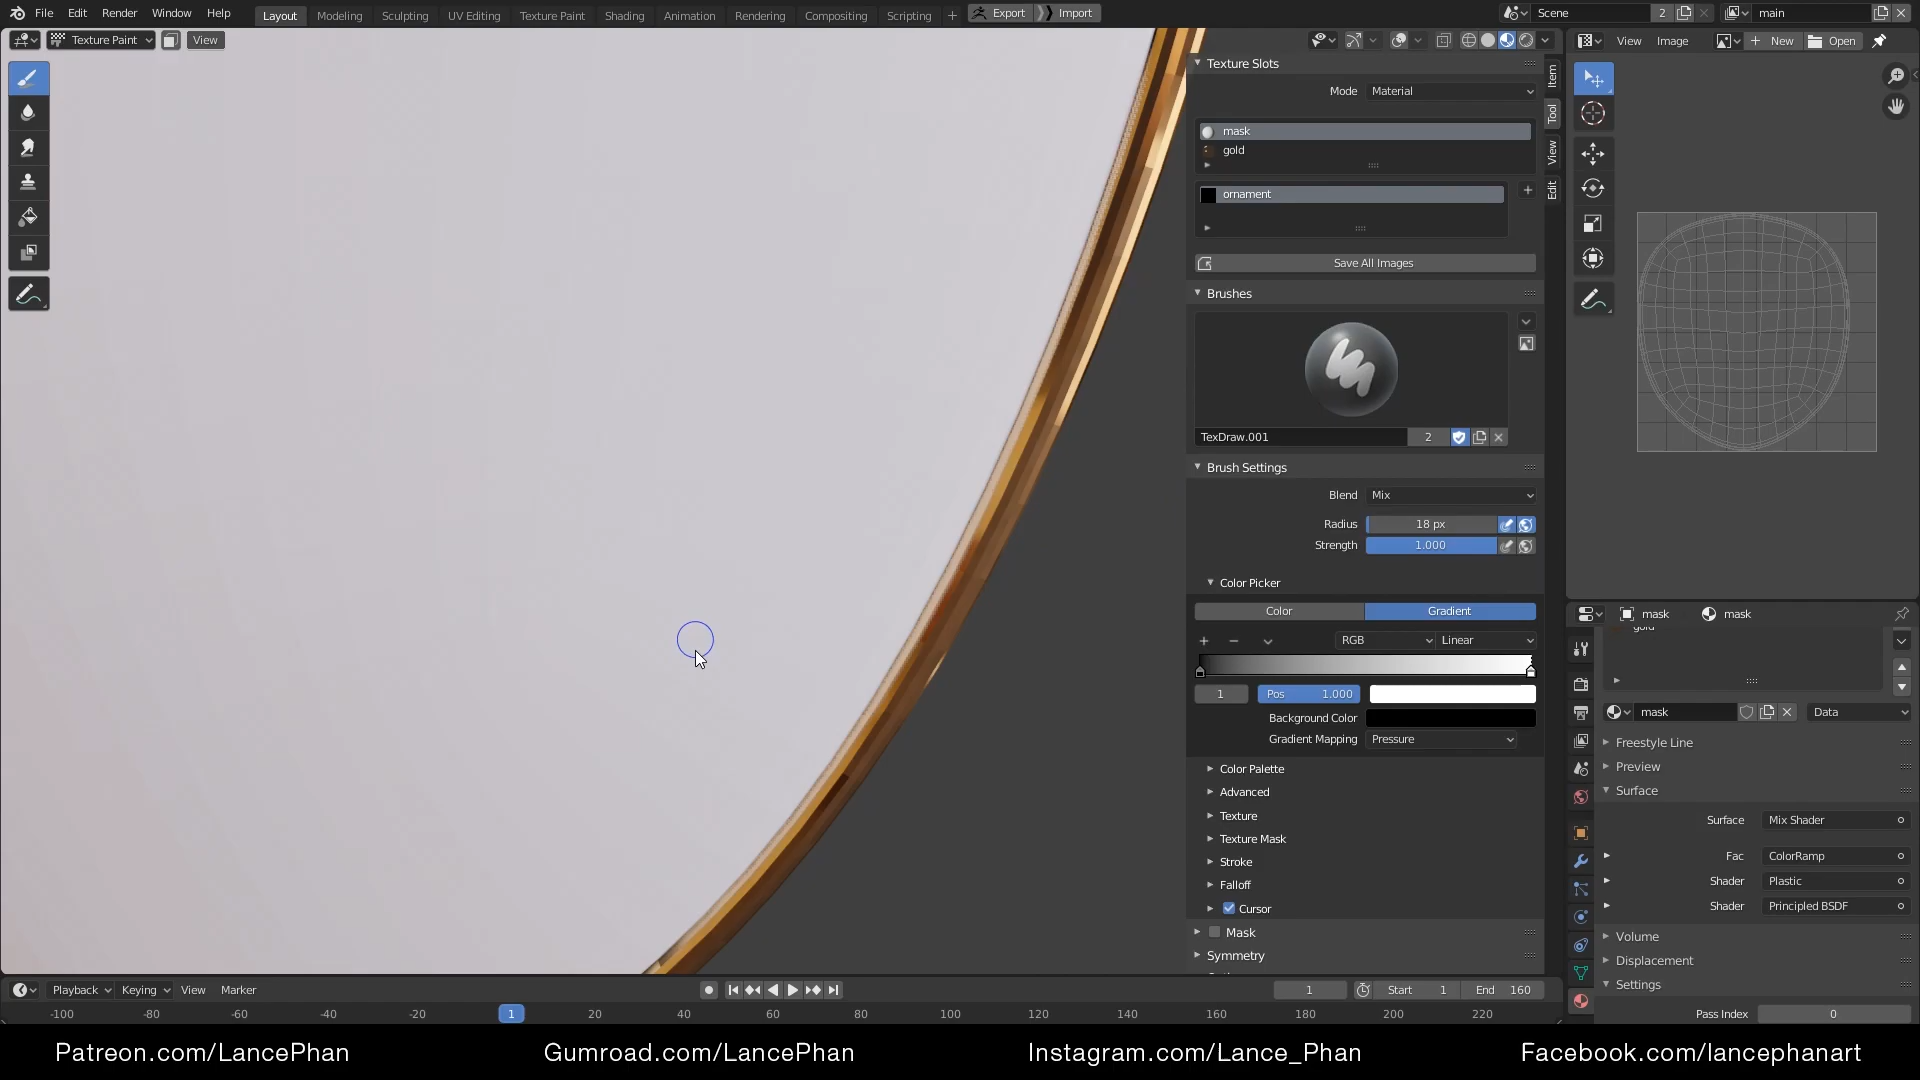 File Edit Render Window Help Layout Modeling Sculpting UV Editing Texture Paint Shading Animation Rendering Compositing Scripting + Export Import Scene 2 main
Texture Paint View
View Image New Open
Texture Slots
Mode Material
mask
gold
ornament
Save All Images
Brushes
TexDraw.001 2
Brush Settings
Blend Mix
Radius 18 px
Strength 1.000
Color Picker
Color Gradient
RGB Linear
1 Pos 1.000
Background Color
Gradient Mapping Pressure
Color Palette
Advanced
Texture
Texture Mask
Stroke
Falloff
Cursor
Mask
Symmetry
Item
Tool
View
Edit
mask mask
gold
mask Data
Freestyle Line
Preview
Surface
Surface Mix Shader
Fac ColorRamp
Shader Plastic
Shader Principled BSDF
Volume
Displacement
Settings
Pass Index 0
Playback Keying View Marker 1 Start 1 End 160
-100 -80 -60 -40 -20 1 20 40 60 80 100 120 140 160 180 200 220
Patreon.com/LancePhan Gumroad.com/LancePhan Instagram.com/Lance_Phan Facebook.com/lancephanart